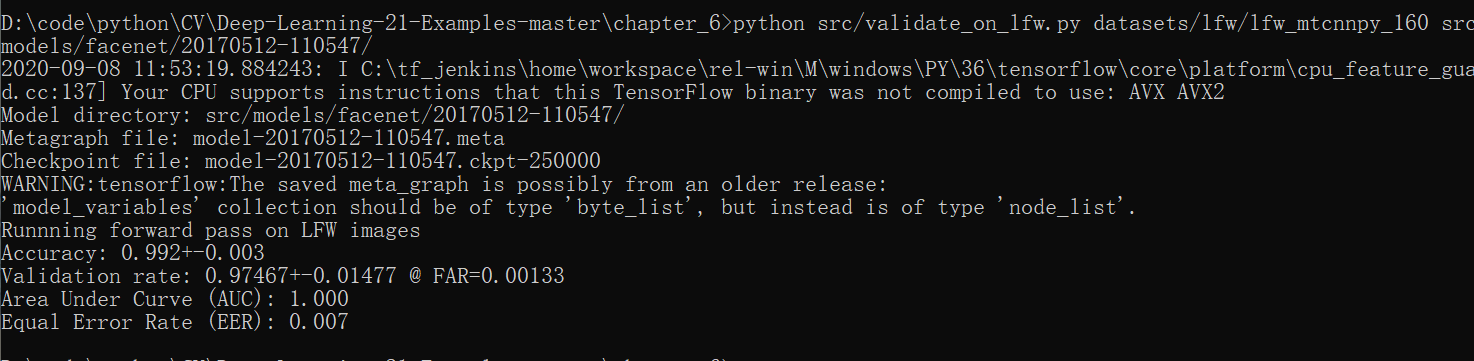 D:\code\python\CV\Deep-Learning-21-Examples-master\chapter_6>python src/validate_on_lfw.py datasets/lfw/lfw_mtcnnpy_160 src
models/facenet/20170512-110547/
2020-09-08 11:53:19.884243: I C:\tf_jenkins\home\workspace\rel-win\M\windows\PY\36\tensorflow\core\platform\cpu_feature_gua
d.cc:137] Your CPU supports instructions that this TensorFlow binary was not compiled to use: AVX AVX2
Model directory: src/models/facenet/20170512-110547/
Metagraph file: model-20170512-110547.meta
Checkpoint file: model-20170512-110547.ckpt-250000
WARNING:tensorflow:The saved meta_graph is possibly from an older release:
'model_variables' collection should be of type 'byte_list', but instead is of type 'node_list'.
Runnning forward pass on LFW images
Accuracy: 0.992+-0.003
Validation rate: 0.97467+-0.01477 @ FAR=0.00133
Area Under Curve (AUC): 1.000
Equal Error Rate (EER): 0.007